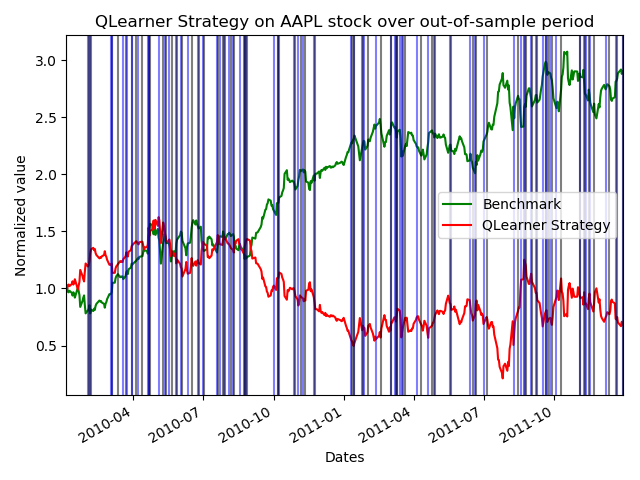 QLearner Strategy on AAPL stock over out-of-sample period
Normalized value
3.0
2.5
2.0
1.5
1.0
0.5
Benchmark
QLearner Strategy
2010-04
2010-07
2010-10
2011-01
2011-04
2011-07
2011-10
Dates